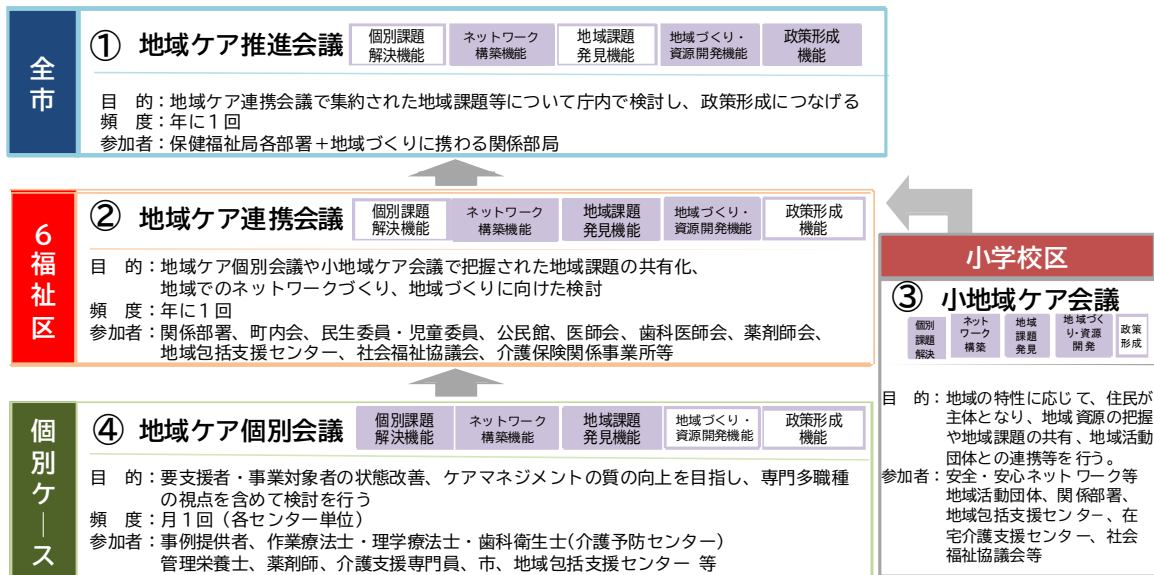 全市
① 地域ケア推進会議
個別課題
解決機能
ネットワーク
構築機能
地域課題
発見機能
地域づくり・
資源開発機能
政策形成
機能
目 的：地域ケア連携会議で集約された地域課題等について庁内で検討し、政策形成につなげる
頻 度：年に１回
参加者：保健福祉局各部署＋地域づくりに携わる関係部局
６福祉区
② 地域ケア連携会議
個別課題
解決機能
ネットワーク
構築機能
地域課題
発見機能
地域づくり・
資源開発機能
政策形成
機能
目 的：地域ケア個別会議や小地域ケア会議で把握された地域課題の共有化、
地域でのネットワークづくり、地域づくりに向けた検討
頻 度：年に１回
参加者：関係部署、町内会、民生委員・児童委員、公民館、医師会、歯科医師会、薬剤師会、
地域包括支援センター、社会福祉協議会、介護保険関係事業所等
個別ケース
④ 地域ケア個別会議
個別課題
解決機能
ネットワーク
構築機能
地域課題
発見機能
地域づくり・
資源開発機能
政策形成
機能
目 的：要支援者・事業対象者の状態改善、ケアマネジメントの質の向上を目指し、専門多職種
の視点を含めて検討を行う
頻 度：月１回（各センター単位）
参加者：事例提供者、作業療法士・理学療法士・歯科衛生士(介護予防センター）
管理栄養士、薬剤師、介護支援専門員、市、地域包括支援センター 等
小学校区
③ 小地域ケア会議
個別
課題
解決
ネット
ワーク
構築
地域
課題
発見
地域づく
り・資源
開発
政策
形成
目 的：地域の特性に応じて、住民が
主体となり、地域資源の把握
や地域課題の共有、地域活動
団体との連携等を行う。
参加者：安全・安心ネットワーク等
地域活動団体、関係部署、
地域包括支援センター、在
宅介護支援センター、社会
福祉協議会等